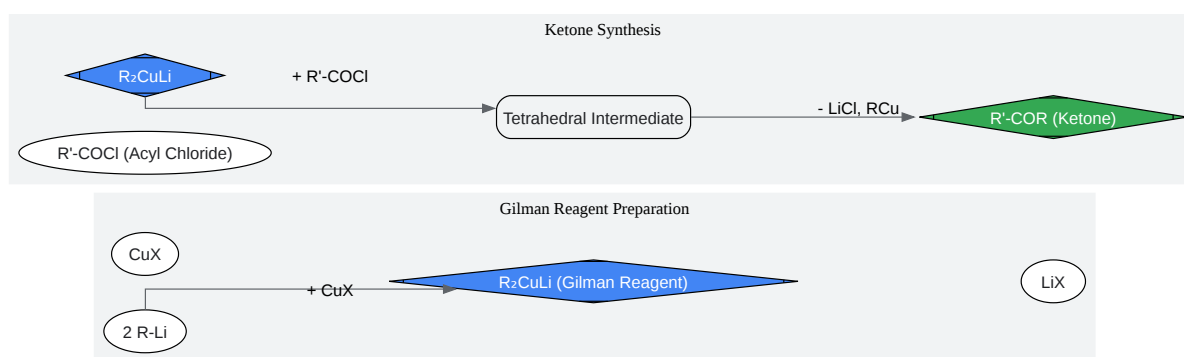 Ketone Synthesis
R₂CuLi
+ R'-COCl
Tetrahedral Intermediate
- LiCl, RCu
R'-COR (Ketone)
R'-COCl (Acyl Chloride)
Gilman Reagent Preparation
CuX
+ CuX
R₂CuLi (Gilman Reagent)
LiX
2 R-Li